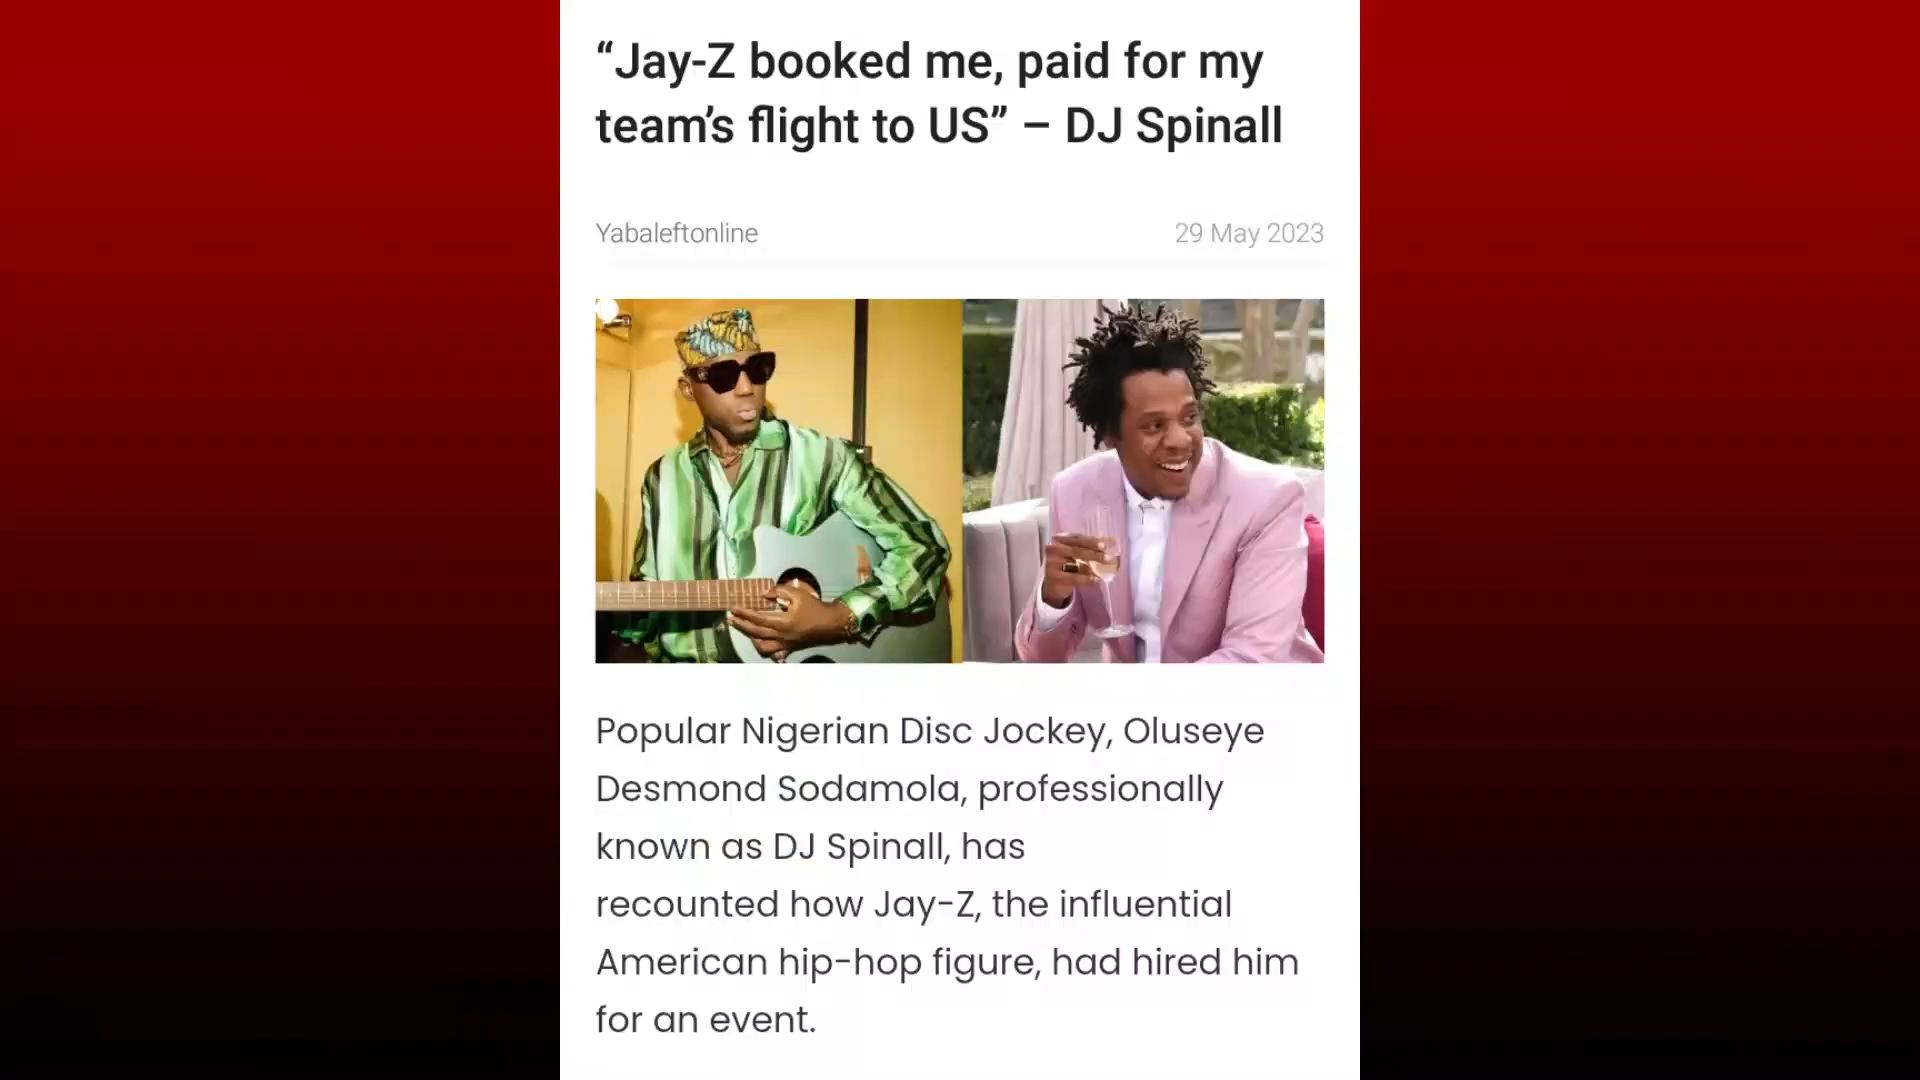 “Jay-Z booked me, paid for my
team’s flight to US” – DJ Spinall
Yabaleftonline
29 May 2023
Popular Nigerian Disc Jockey, Oluseye
Desmond Sodamola, professionally
known as DJ Spinall, has
recounted how Jay-Z, the influential
American hip-hop figure, had hired him
for an event.